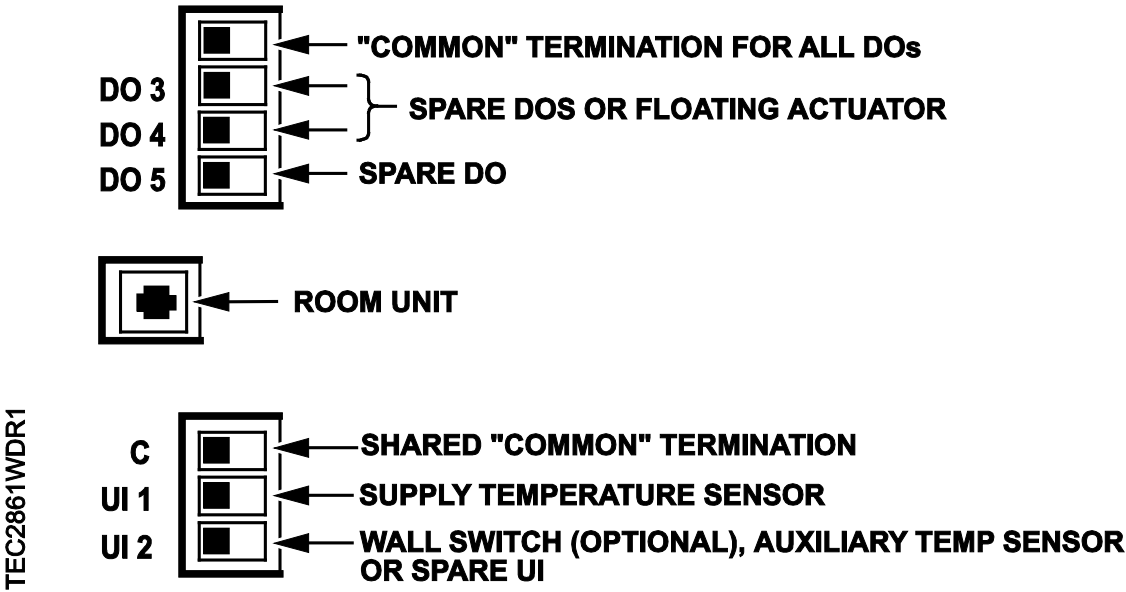 "COMMON" TERMINATION FOR ALL DOs
DO 3
DO 4
SPARE DOS OR FLOATING ACTUATOR
DO 5
SPARE DO
ROOM UNIT
C
SHARED "COMMON" TERMINATION
UI 1
SUPPLY TEMPERATURE SENSOR
UI 2
WALL SWITCH (OPTIONAL), AUXILIARY TEMP SENSOR
OR SPARE UI
TEC2861WDR1